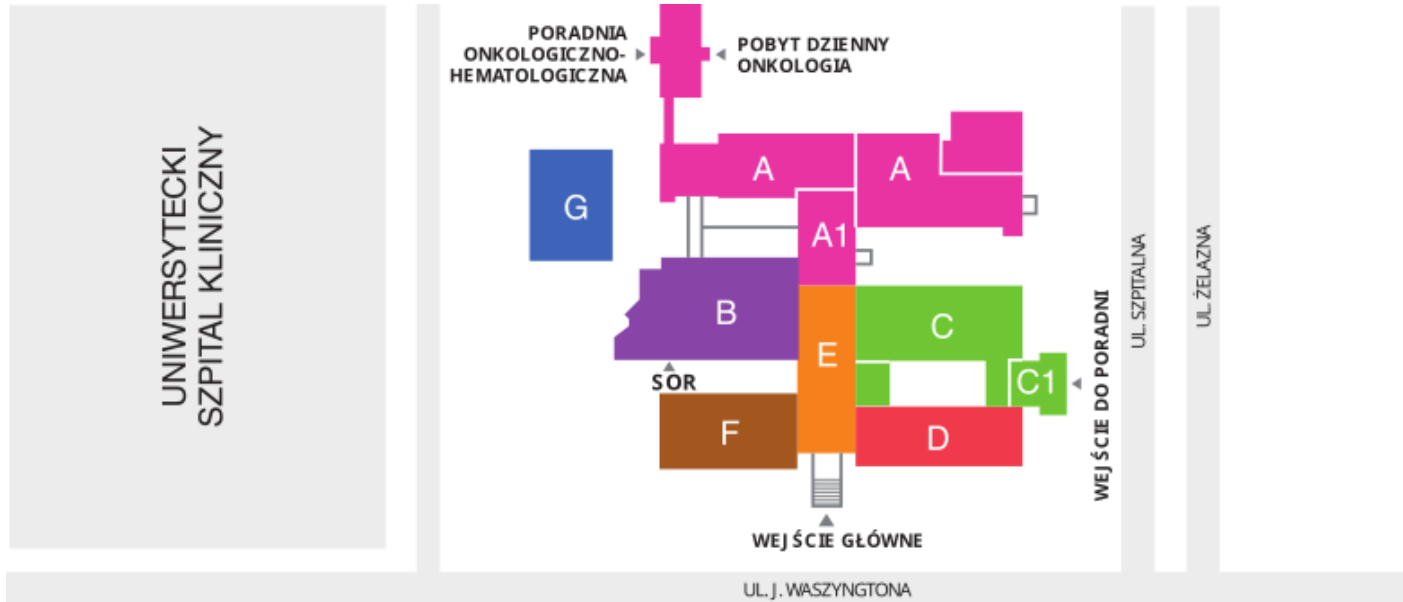 PORADNIA
ONKOLOGICZNO-
HEMATOLOGICZNA
POBYT DZIENNY
ONKOLOGIA
UNIWERSYTECKI
SZPITAL KLINICZNY
G
A
A
A1
B
E
C
C1
SOR
F
D
WEJŚCIE DO PORADNI
UL. SZPITALNA
UL. ŻELAZNA
WEJŚCIE GŁÓWNE
UL. J. WASZYNGTONA